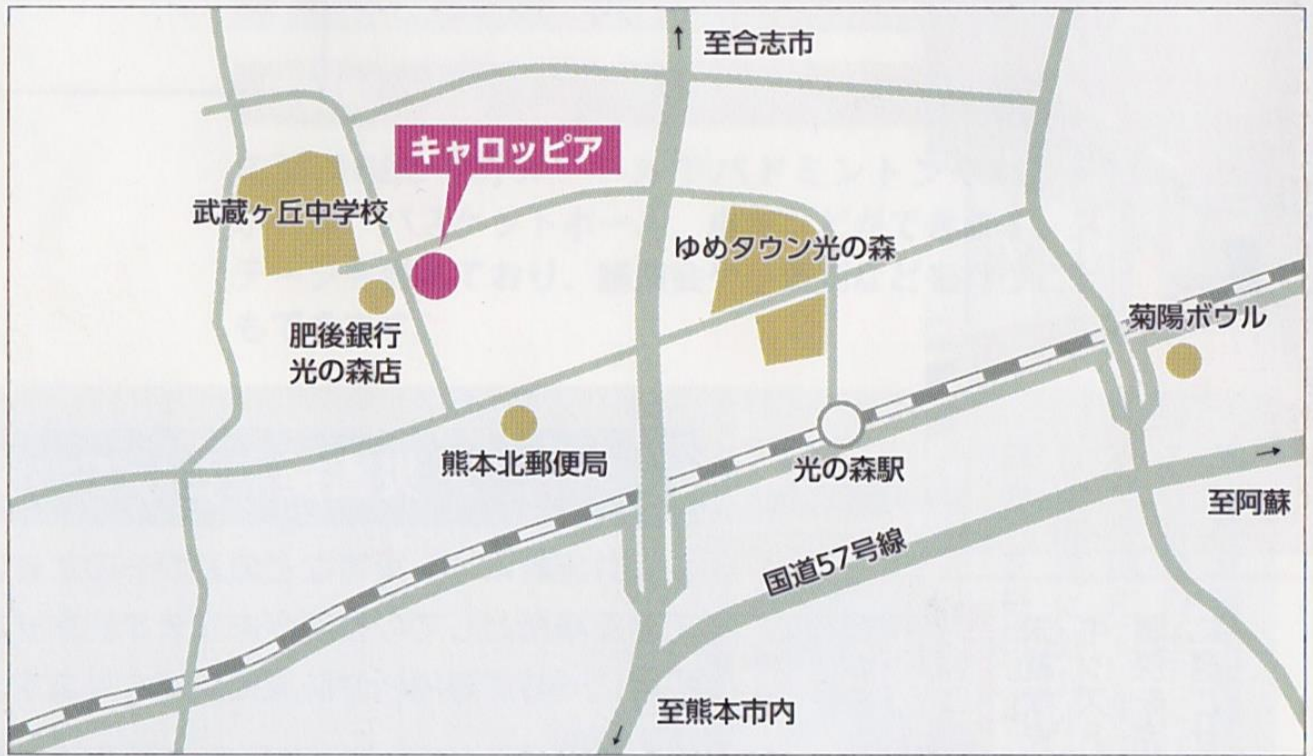 至合志市
キャロッピア
武蔵ヶ丘中学校
ゆめタウン光の森
菊陽ボウル
肥後銀行
光の森店
熊本北郵便局
光の森駅
至阿蘇
国道57号線
至熊本市内